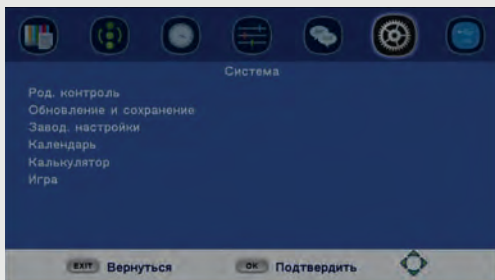 Система
Род. контроль
Обновление и сохранение
Завод. настройки
Календарь
Калькулятор
Игра
EXIT Вернуться OK Подтвердить